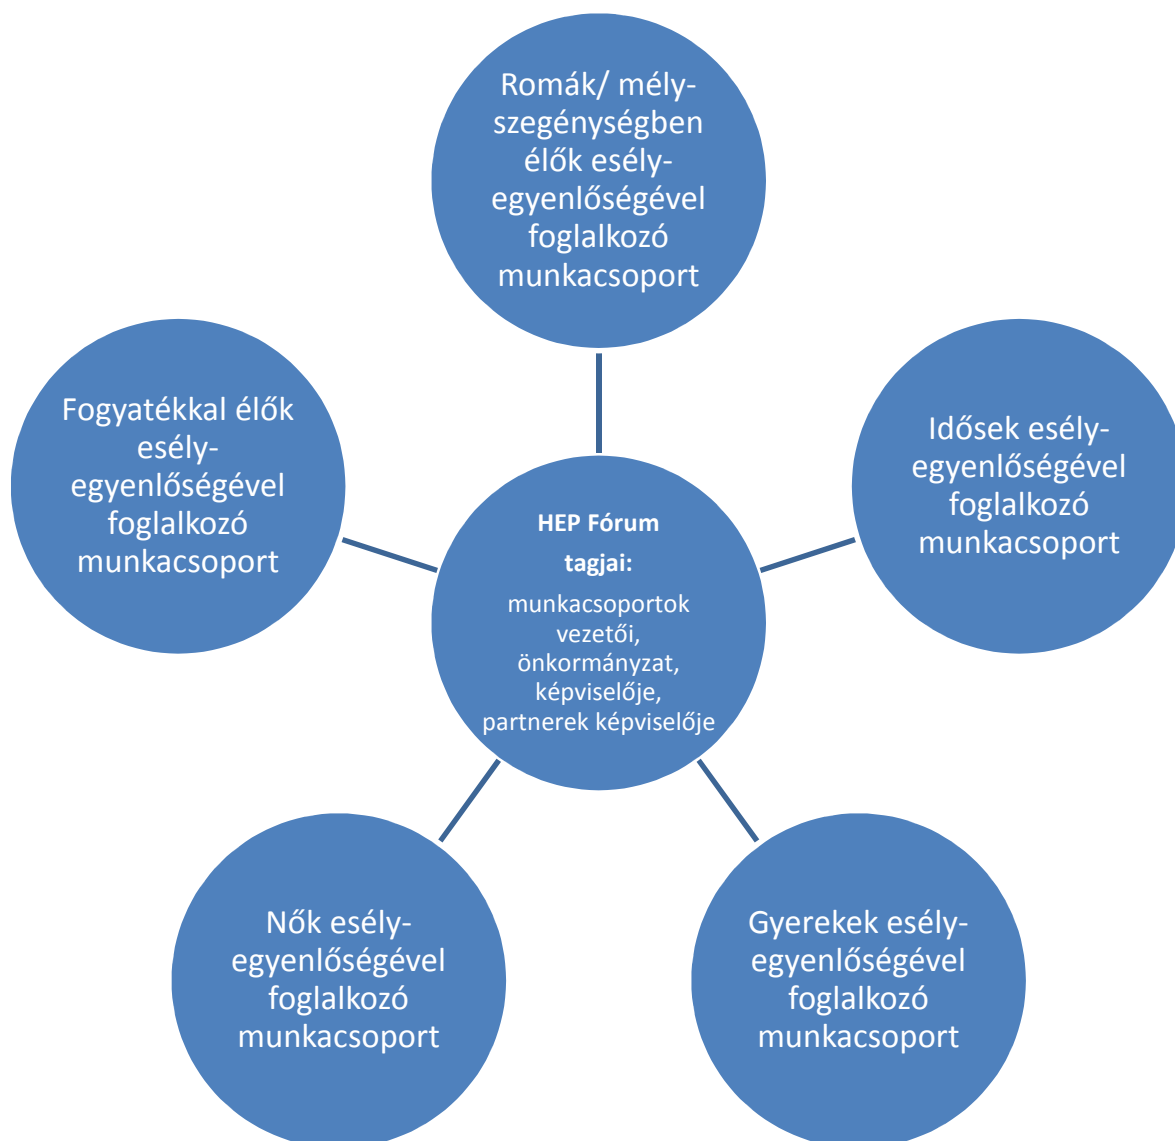 Romák/ mély-
szegénységben
élők esély-
egyenlőségével
foglalkozó
munkacsoport
Fogyatékkal élők
esély-
egyenlőségével
foglalkozó
munkacsoport
Idősek esély-
egyenlőségével
foglalkozó
munkacsoport
HEP Fórum
tagjai:
munkacsoportok
vezetői,
önkormányzat,
képviselője,
partnerek képviselője
Nők esély-
egyenlőségével
foglalkozó
munkacsoport
Gyerekek esély-
egyenlőségével
foglalkozó
munkacsoport